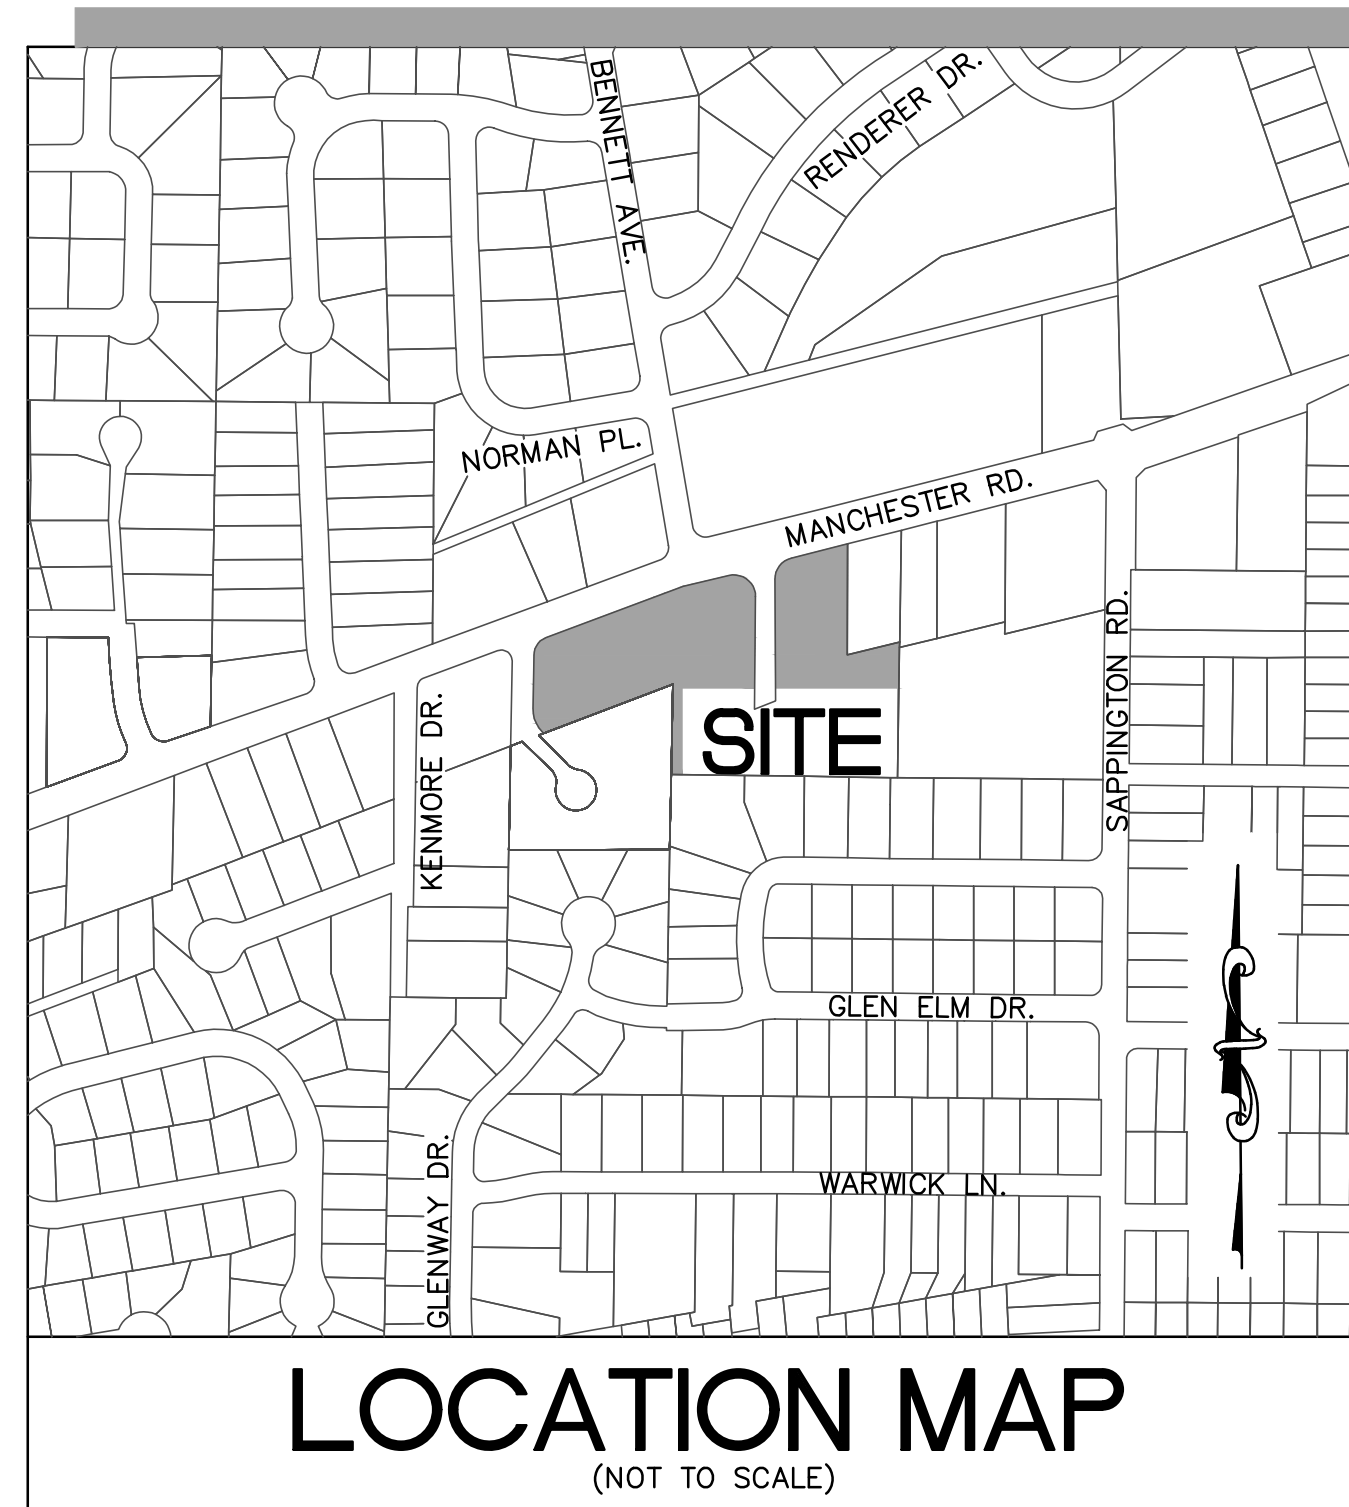 BENNETT AVE.
RENDERER DR.
NORMAN PL.
MANCHESTER RD.
SAPPINGTON RD.
KENMORE DR.
SITE
GLEN ELM DR.
GLENWAY DR.
WARWICK LN.
LOCATION MAP
(NOT TO SCALE)